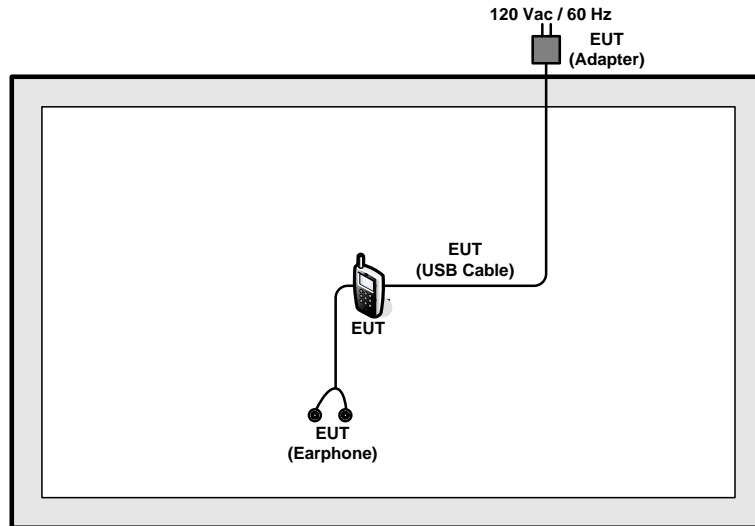 120 Vac / 60 Hz
EUT
(Adapter)
EUT
(USB Cable)
EUT
EUT
(Earphone)